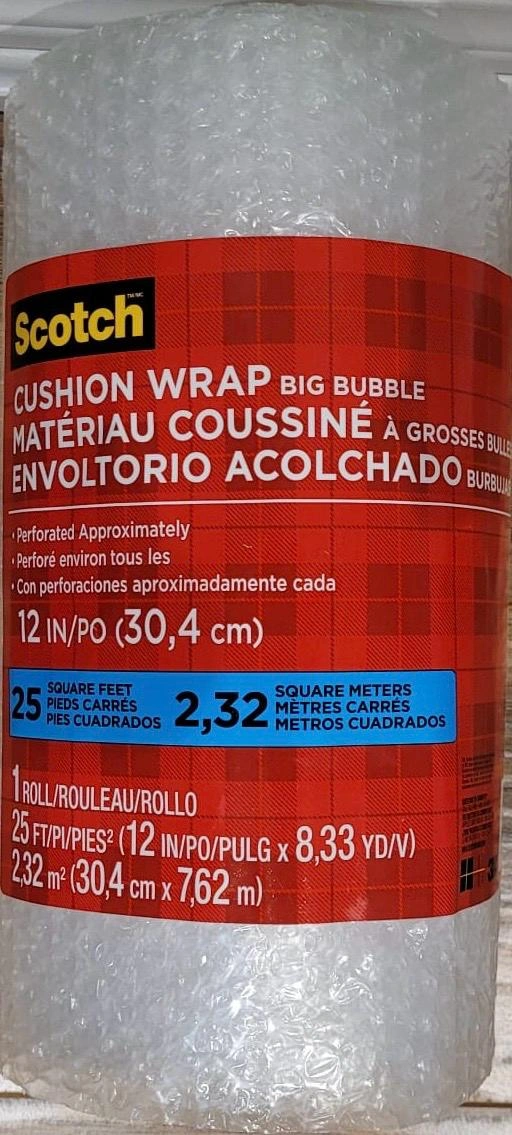 Scotch™/MC
CUSHION WRAP BIG BUBBLE
MATÉRIAU COUSSINÉ À GROSSES
ENVOLTORIO ACOLCHADO
• Perforated Approximately
• Perforé environ tous les
• Con perforaciones aproximadamente cada
12 IN/PO (30,4 cm)
25 SQUARE FEET
PIEDS CARRÉS
PIES CUADRADOS
2,32 SQUARE METERS
MÈTRES CARRÉS
METROS CUADRADOS
1 ROLL/ROULEAU/ROLLO
25 FT/PI/PIES² (12 IN/PO/PULG x 8,33 YD/V)
2,32 m² (30,4 cm x 7,62 m)